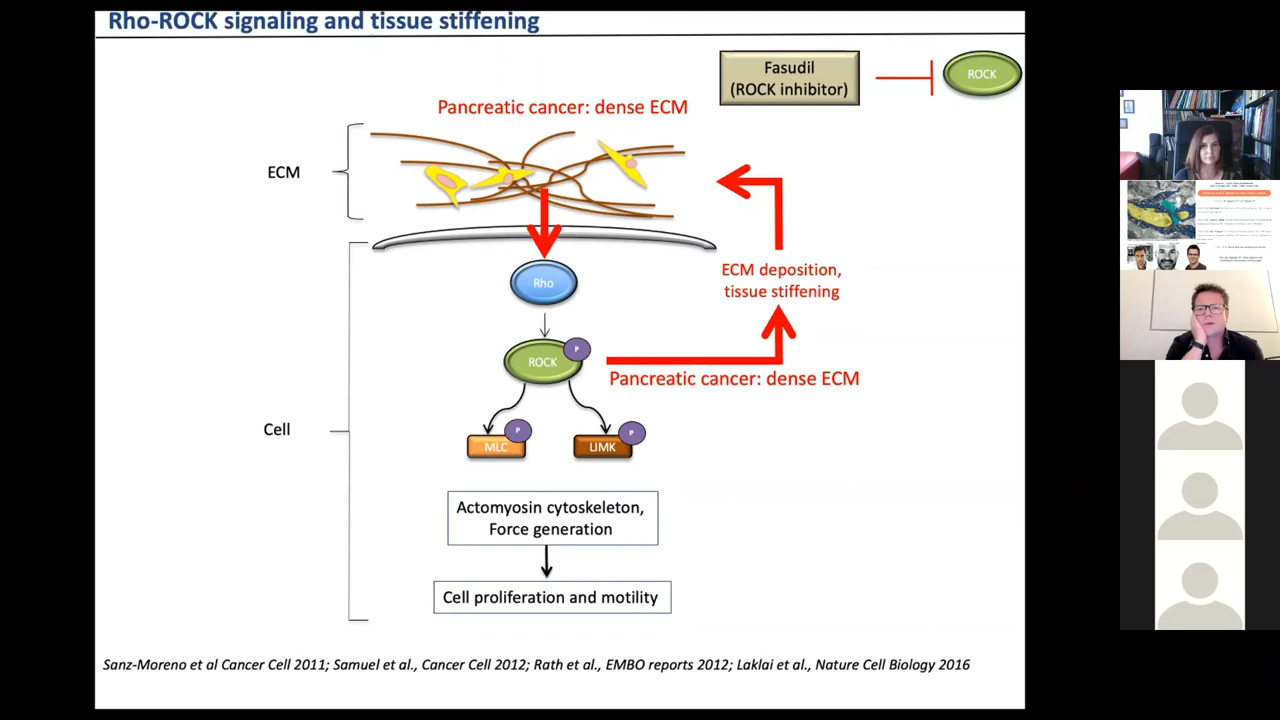 Rho-ROCK signaling and tissue stiffening
Fasudil
(ROCK inhibitor)
ROCK
Pancreatic cancer: dense ECM
ECM
Rho
ECM deposition,
tissue stiffening
ROCK
P
Pancreatic cancer: dense ECM
Cell
P
P
MLC
LIMK
Actomyosin cytoskeleton,
Force generation
Cell proliferation and motility
Sanz-Moreno et al Cancer Cell 2011; Samuel et al., Cancer Cell 2012; Rath et al., EMBO reports 2012; Laklai et al., Nature Cell Biology 2016